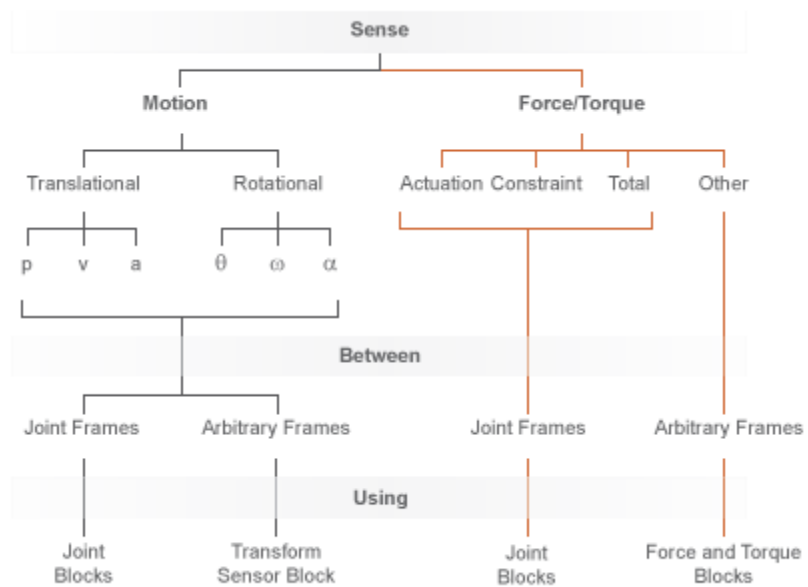 Sense
Motion Force/Torque
Translational Rotational Actuation Constraint Total Other
p v a θ ω α
Between
Joint Frames Arbitrary Frames Joint Frames Arbitrary Frames
Using
Joint Transform Joint Force and Torque
Blocks Sensor Block Blocks Blocks